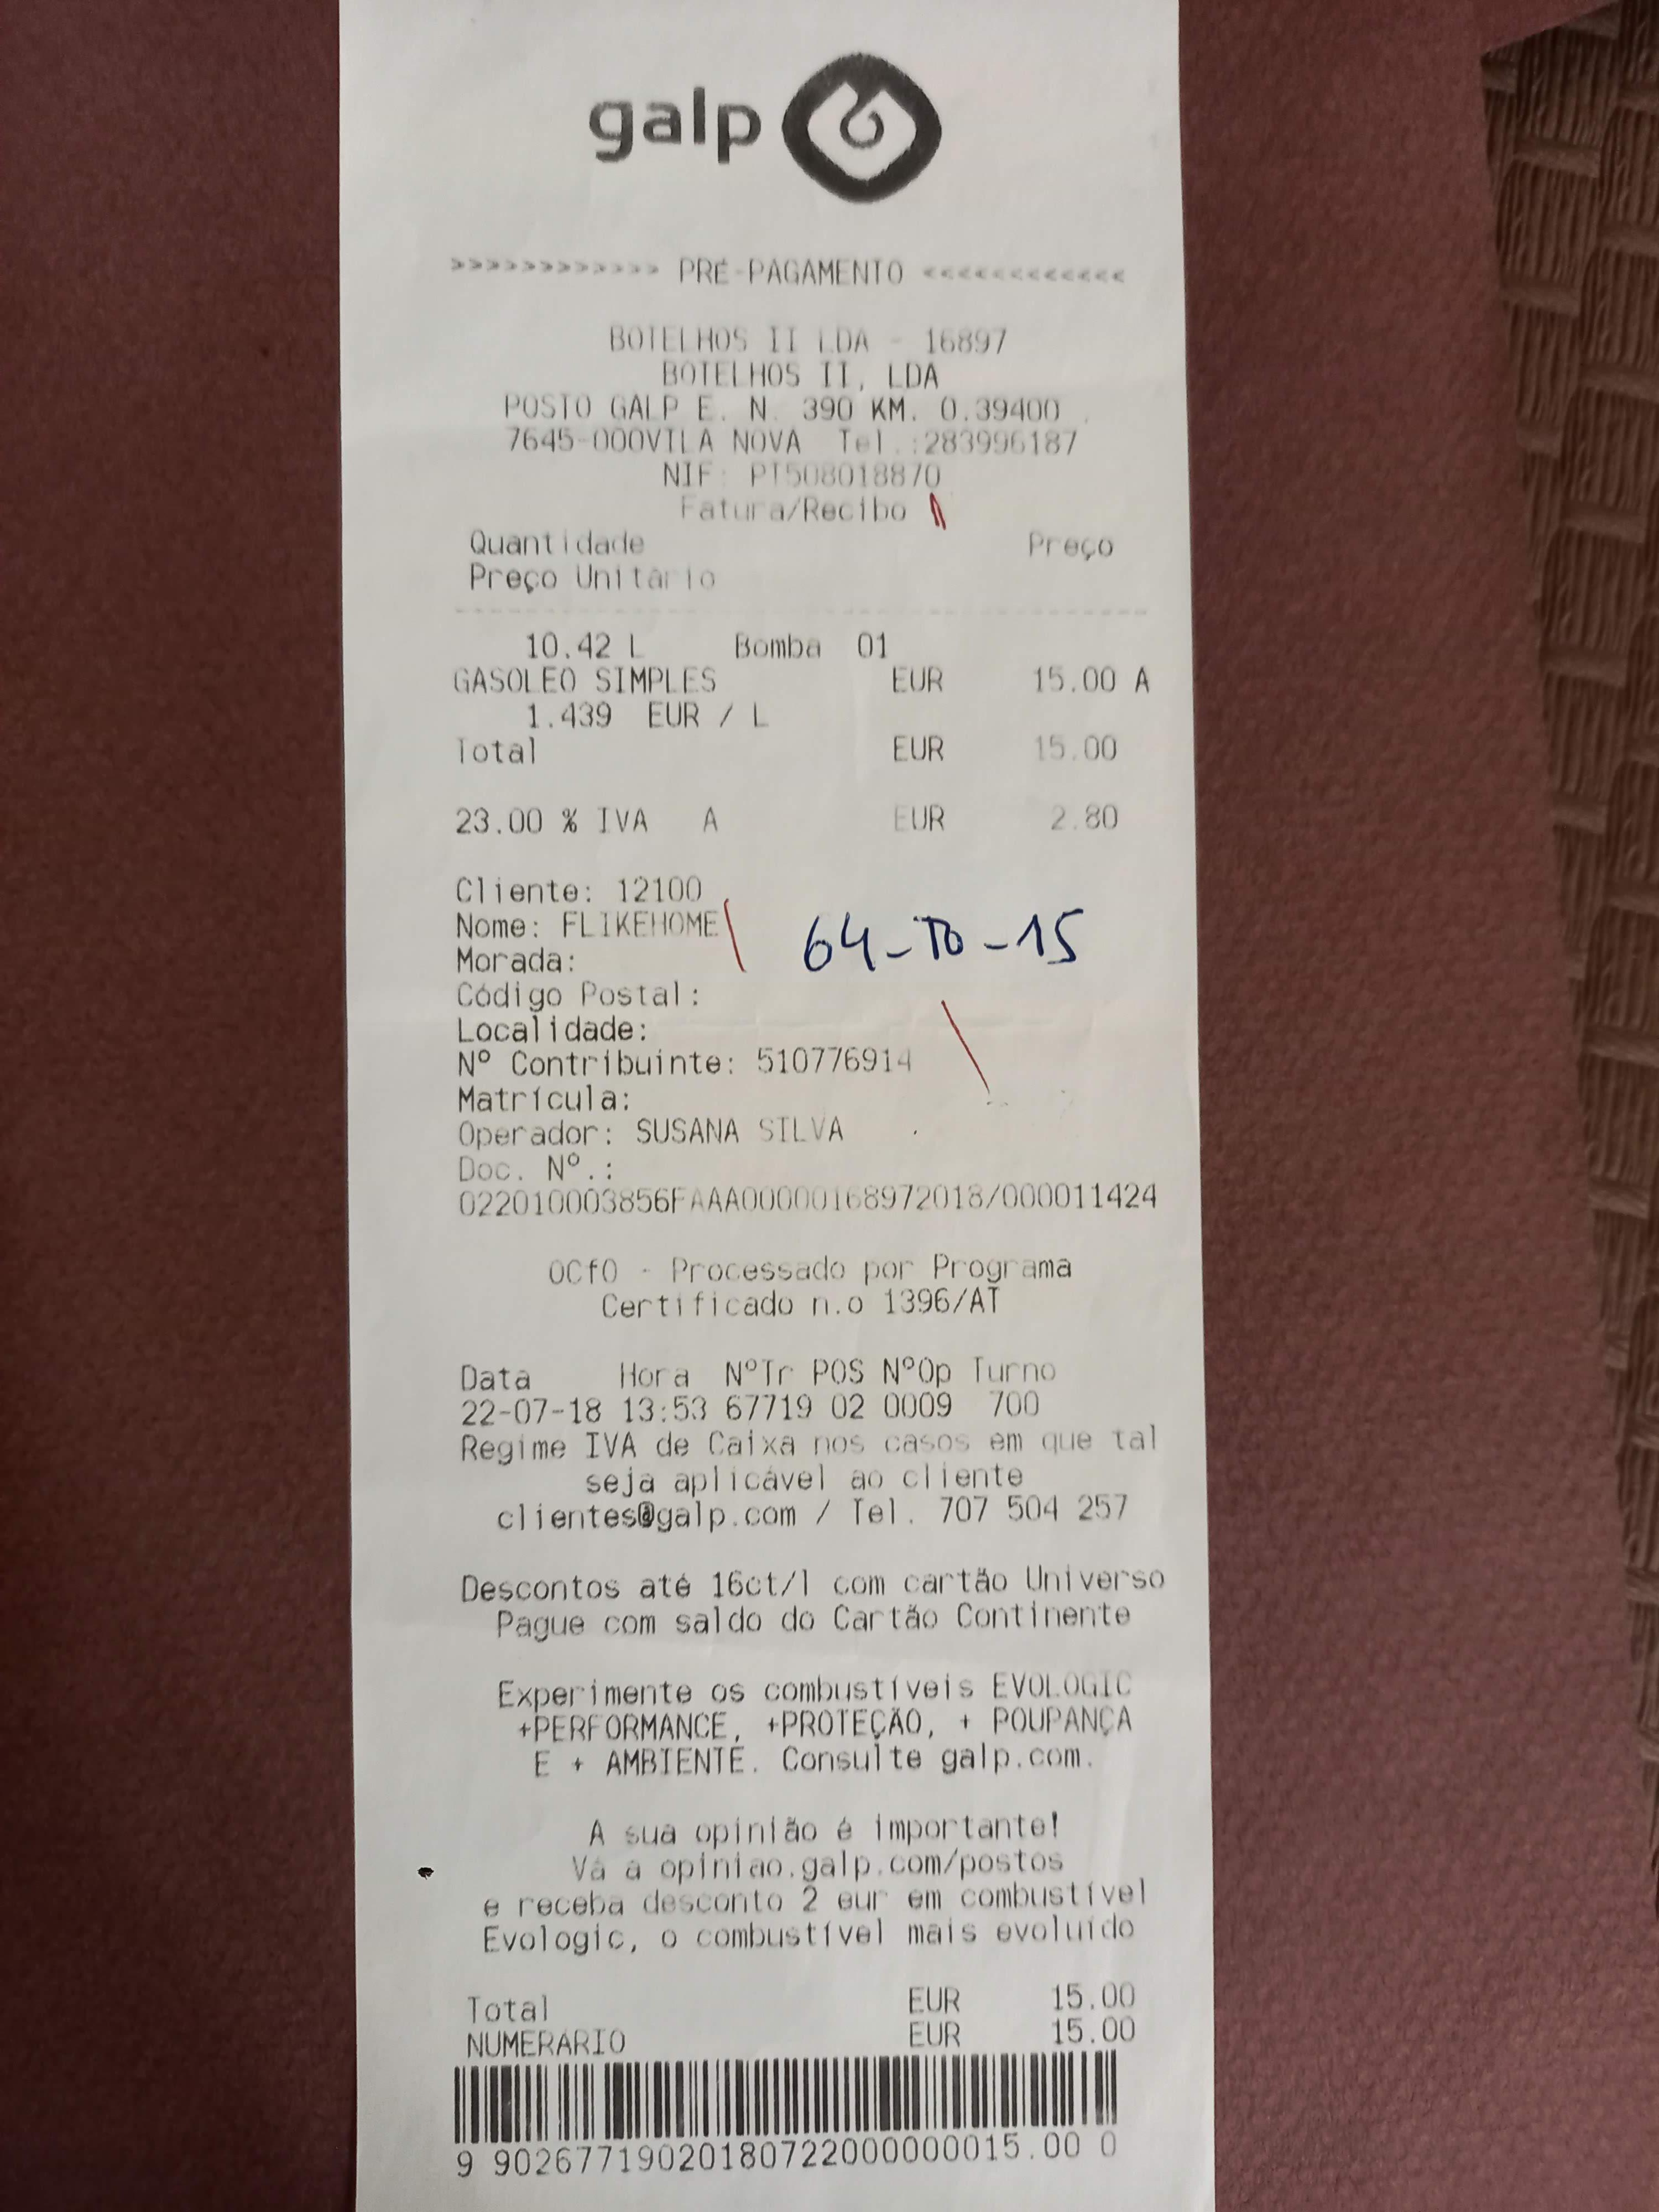 galp
>>>>>>>>>>>> PRÉ-PAGAMENTO <<<<<<<<<<<<
BOTELHOS II LDA - 16897
BOTELHOS II, LDA
POSTO GALP E. N. 390 KM. 0.39400
7645-000VILA NOVA Tel.:283996187
NIF: PT508018870
Fatura/Recibo
Quantidade Preço
Preço Unitário
10.42 L Bomba 01
GASOLEO SIMPLES EUR 15.00 A
1.439 EUR / L
Total EUR 15.00
23.00 % IVA A EUR 2.80
Cliente: 12100
Nome: FLIKEHOME
64-TO-15
Morada:
Código Postal:
Localidade:
Nº Contribuinte: 510776914
Matrícula:
Operador: SUSANA SILVA
Doc. Nº.:
022010003856FAAA00000168972018/000011424
OCfO - Processado por Programa
Certificado n.o 1396/AT
Data Hora NºTr POS NºOp Turno
22-07-18 13:53 67719 02 0009 700
Regime IVA de Caixa nos casos em que tal
seja aplicável ao cliente
clientes@galp.com / Tel. 707 504 257
Descontos até 16ct/l com cartão Universo
Pague com saldo do Cartão Continente
Experimente os combustíveis EVOLOGIC
+PERFORMANCE, +PROTEÇÃO, + POUPANÇA
E + AMBIENTE. Consulte galp.com.
A sua opinião é importante!
Vá a opiniao.galp.com/postos
e receba desconto 2 eur em combustível
Evologic, o combustível mais evoluído
Total EUR 15.00
NUMERÁRIO EUR 15.00
9 902677190201807220000000015.00 0